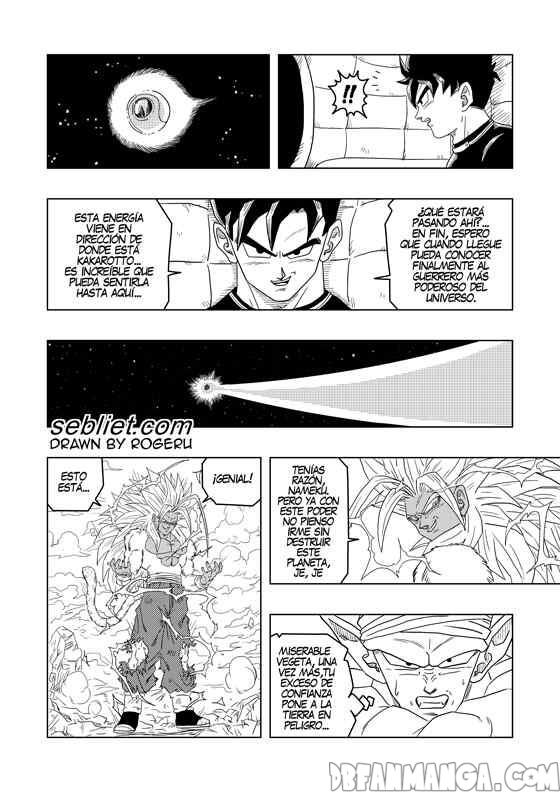 !!
ESTA ENERGÍA
VIENE EN
DIRECCIÓN DE
DONDE ESTÁ
KAKAROTTO...
ES INCREÍBLE QUE
PUEDA SENTIRLA
HASTA AQUÍ...
¿QUÉ ESTARÁ
PASANDO AHÍ?...
EN FIN, ESPERO
QUE CUANDO LLEGUE
PUEDA CONOCER
FINALMENTE AL
GUERRERO MÁS
PODEROSO DEL
UNIVERSO.
sebliet.com
DRAWN BY ROGERU
ESTO
ESTÁ...
¡GENIAL!
TENÍAS
RAZÓN,
NAMEKÚ,
PERO YA CON
ESTE PODER
NO PIENSO
IRME SIN
DESTRUIR
ESTE
PLANETA,
JE, JE
MISERABLE
VEGETA, UNA
VEZ MÁS,TU
EXCESO DE
CONFIANZA
PONE A LA
TIERRA EN
PELIGRO...
DBFANMANGA.COM